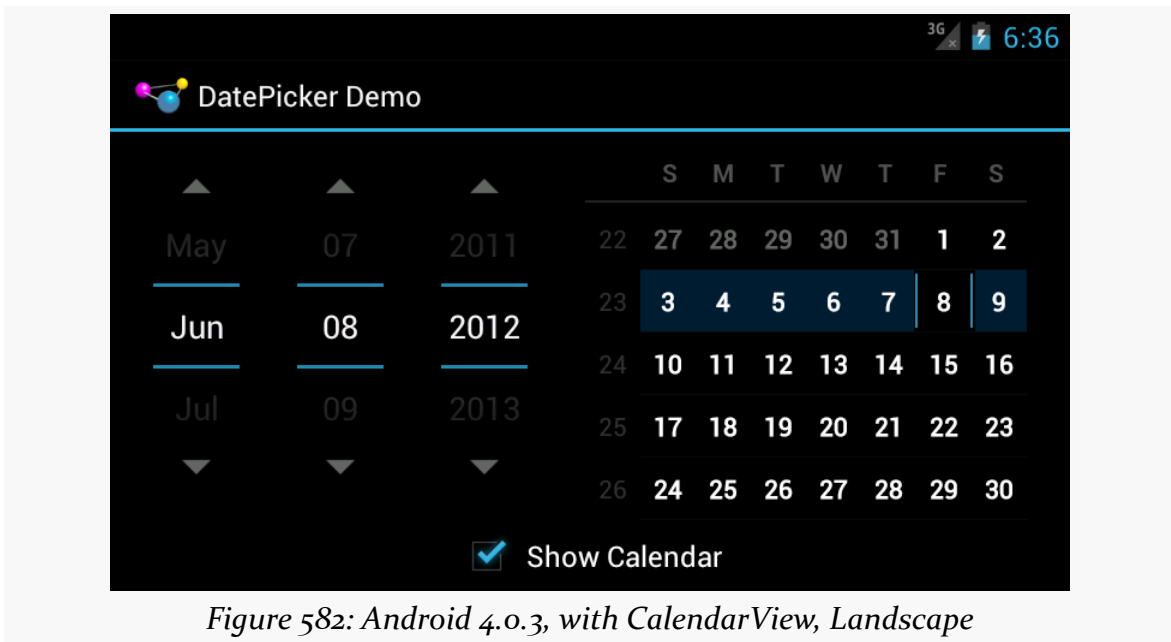 3G 6:36
DatePicker Demo
S M T W T F S
May 07 2011
22 27 28 29 30 31 1 2
Jun 08 2012
23 3 4 5 6 7 8 9
24 10 11 12 13 14 15 16
Jul 09 2013
25 17 18 19 20 21 22 23
26 24 25 26 27 28 29 30
Show Calendar
Figure 582: Android 4.0.3, with CalendarView, Landscape